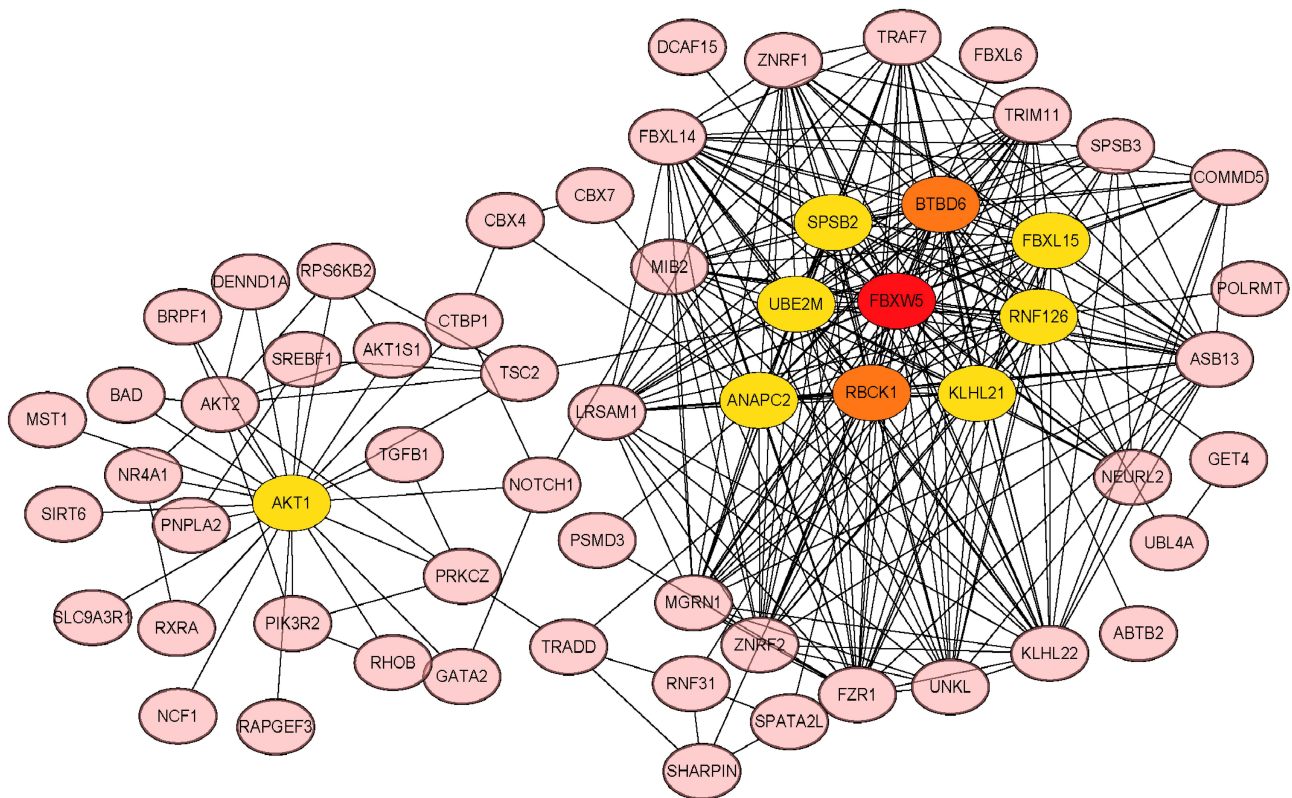 DCAF15
ZNRF1
TRAF7
FBXL6
FBXL14
TRIM11
SPSB3
COMMD5
CBX7
CBX4
SPSB2
BTBD6
FBXL15
DENND1A
RPS6KB2
MIB2
POLRMT
BRPF1
CTBP1
UBE2M
FBXW5
RNF126
SREBF1
AKT1S1
TSC2
ASB13
BAD
AKT2
LRSAM1
ANAPC2
RBCK1
KLHL21
MST1
NR4A1
TGFB1
NOTCH1
NEURL2
GET4
AKT1
SIRT6
PNPLA2
PSMD3
UBL4A
PRKCZ
SLC9A3R1
RXRA
PIK3R2
MGRN1
TRADD
ZNRF2
ABTB2
RHOB
GATA2
RNF31
KLHL22
FZR1
UNKL
NCF1
RAPGEF3
SPATA2L
SHARPIN